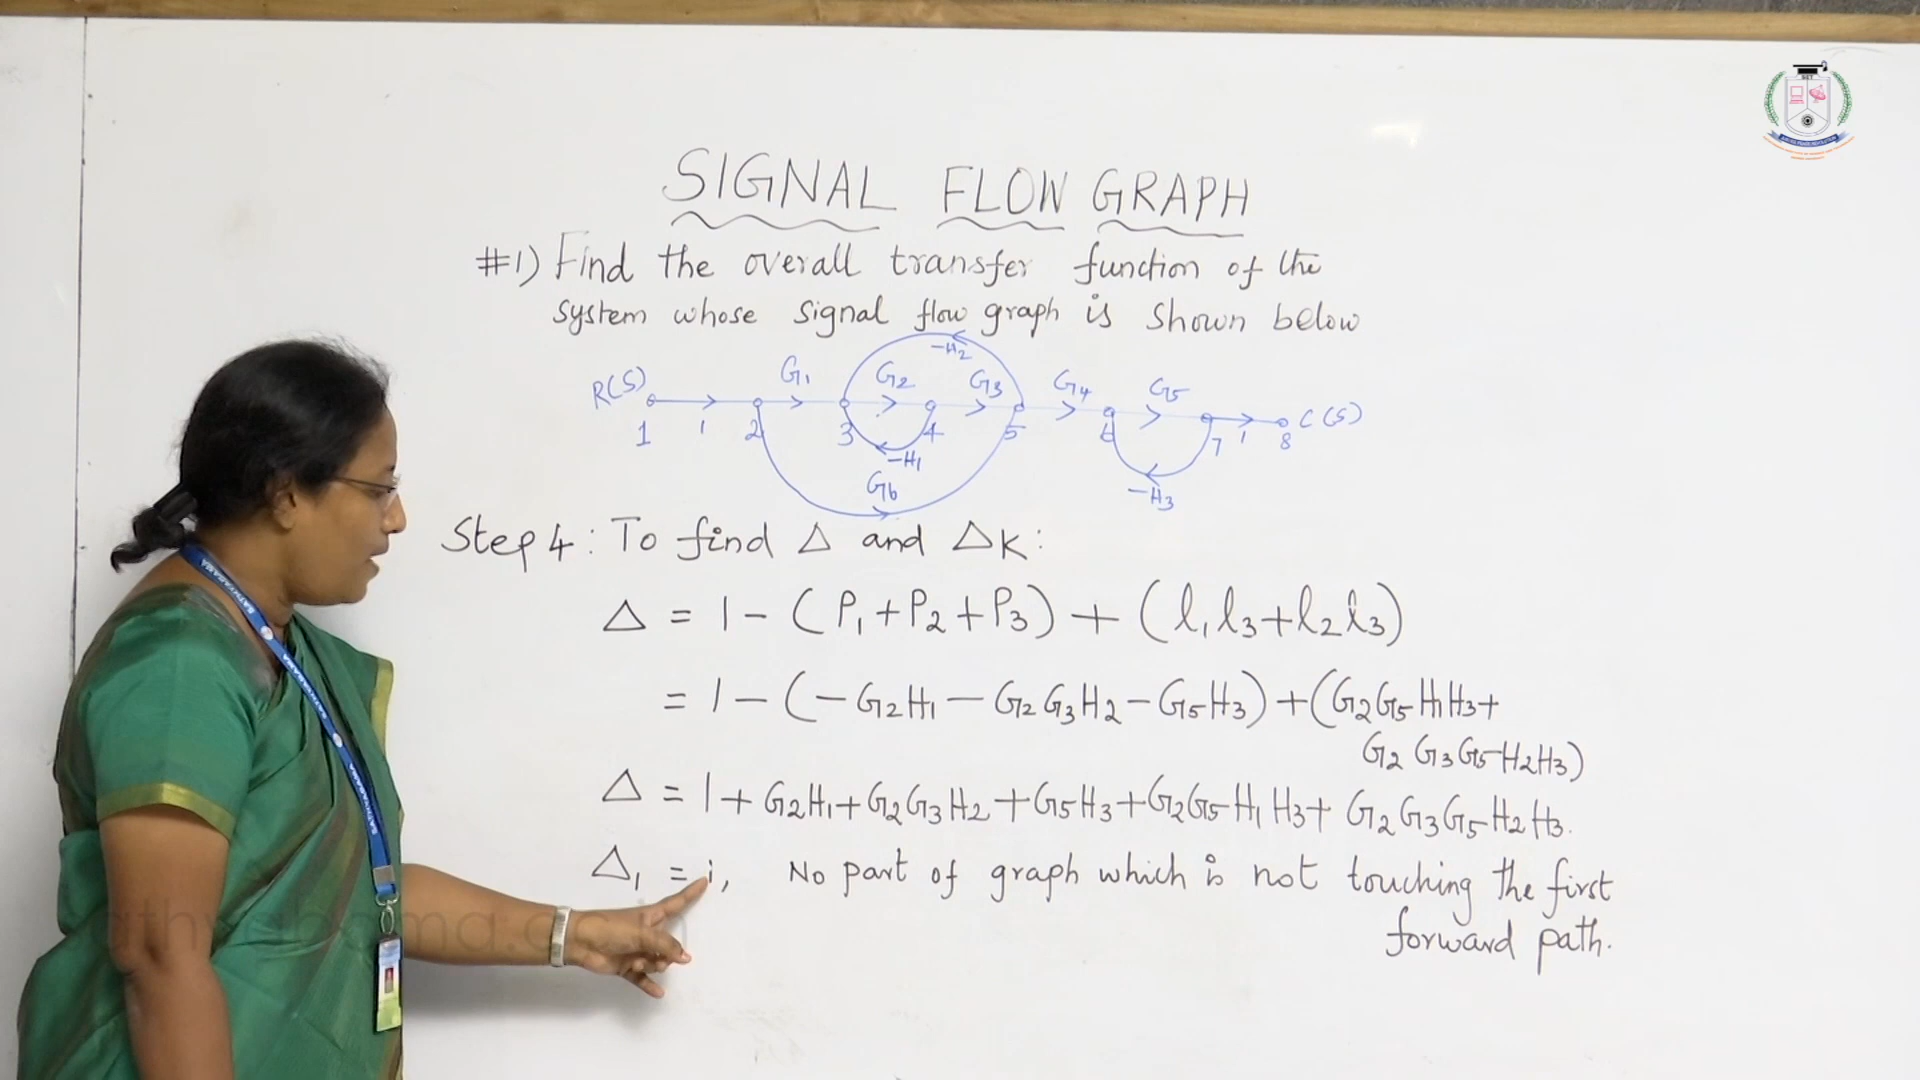 SIGNAL FLOW GRAPH
#1) Find the overall transfer function of the
system whose signal flow graph is shown below
-H2
R(S) G1 G2 G3 G4 G5 C(S)
1 1 2 3 4 5 6 7 1 8
-H1
G6
-H3
Step 4: To find Δ and ΔK:
Δ = 1 - (P1 + P2 + P3) + (l1l3 + l2l3)
= 1 - (-G2H1 - G2G3H2 - G5H3) + (G2G5H1H3 +
G2G3G5H2H3)
Δ = 1 + G2H1 + G2G3H2 + G5H3 + G2G5H1H3 + G2G3G5H2H3.
Δ1 = 1, No part of graph which is not touching the first
forward path.
SATHYABAMA
sathyabama.ac.in